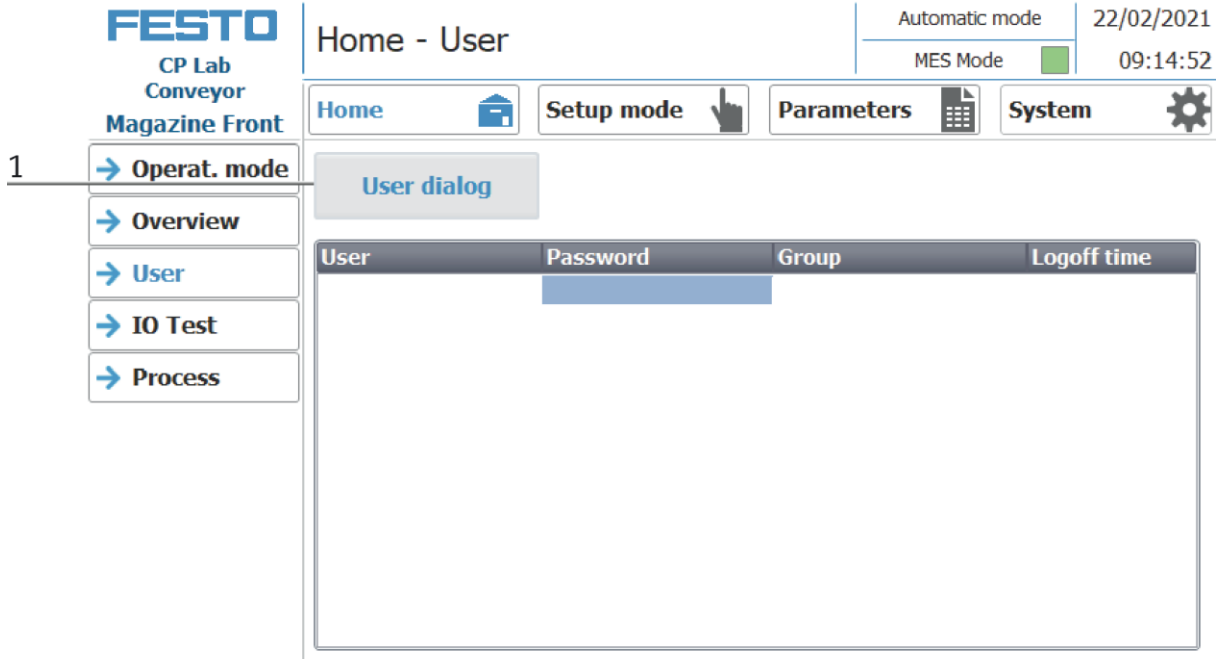 FESTO
CP Lab
Conveyor
Magazine Front
Home - User
Automatic mode
MES Mode
22/02/2021
09:14:52
Home
Setup mode
Parameters
System
1
Operat. mode
Overview
User
IO Test
Process
User dialog
User Password Group Logoff time